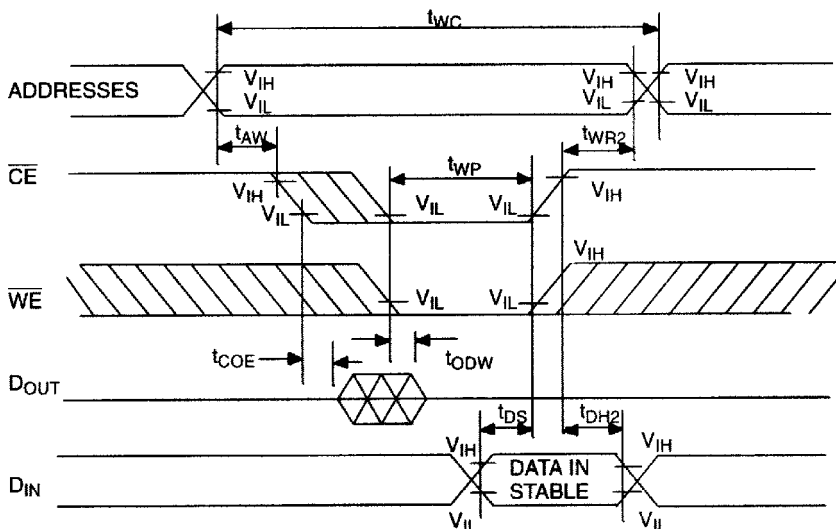 tWC
ADDRESSES
VIH VIH VIH
VIL VIL VIL
tAW tWR2
tWP
CE
VIH VIH
VIL VIL VIL
VIH
WE
VIL VIL
tCOE tODW
DOUT
tDS tDH2
VIH VIH
DATA IN
STABLE
DIN
VIL VIL